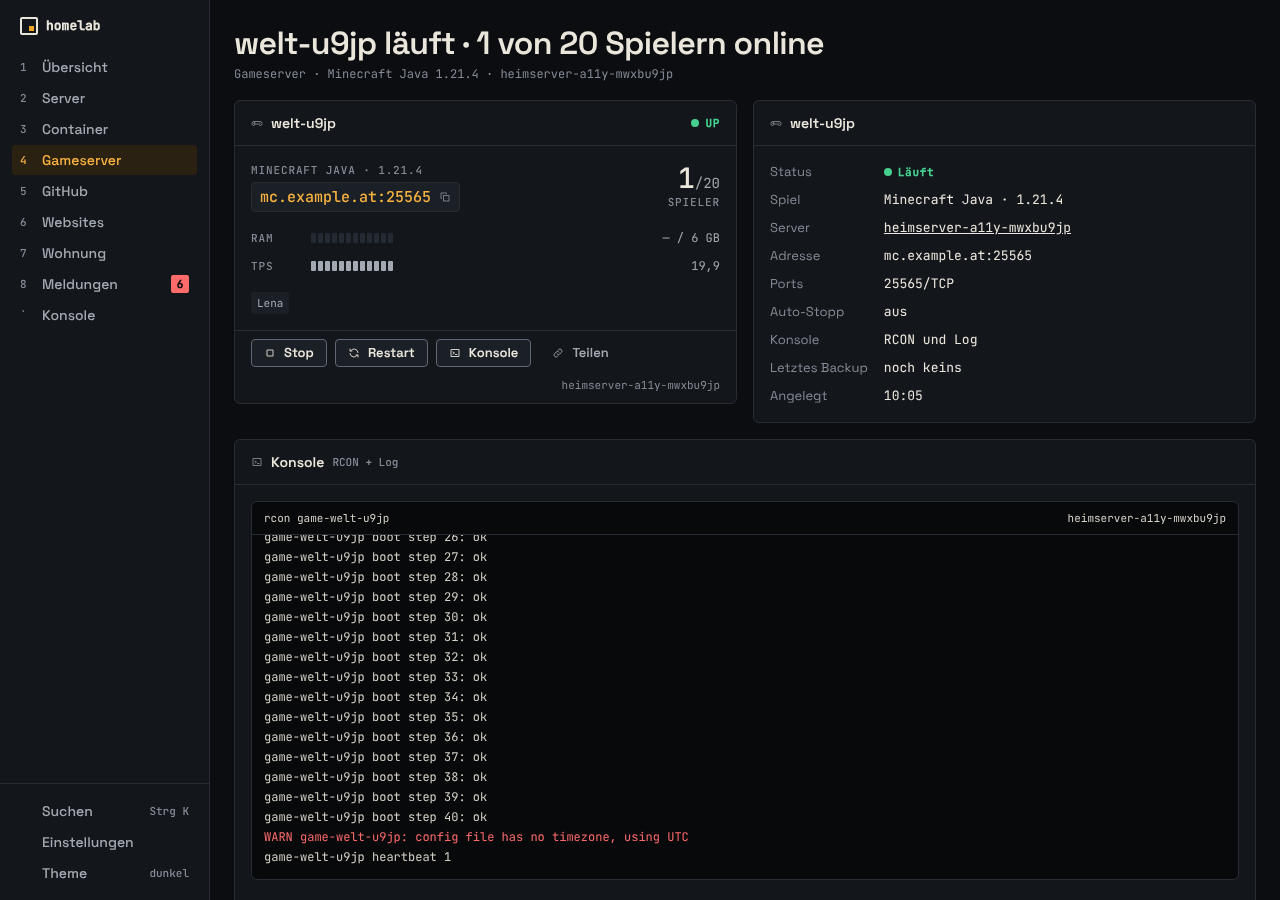 homelab
1 Übersicht
2 Server
3 Container
4 Gameserver
5 GitHub
6 Websites
7 Wohnung
8 Meldungen 6
` Konsole
Suchen Strg K
Einstellungen
Theme dunkel
welt-u9jp läuft · 1 von 20 Spielern online
Gameserver · Minecraft Java 1.21.4 · heimserver-a11y-mwxbu9jp
welt-u9jp UP
MINECRAFT JAVA · 1.21.4
mc.example.at:25565
1/20
SPIELER
RAM — / 6 GB
TPS 19,9
Lena
Stop Restart Konsole Teilen
heimserver-a11y-mwxbu9jp
welt-u9jp
Status Läuft
Spiel Minecraft Java · 1.21.4
Server heimserver-a11y-mwxbu9jp
Adresse mc.example.at:25565
Ports 25565/TCP
Auto-Stopp aus
Konsole RCON und Log
Letztes Backup noch keins
Angelegt 10:05
Konsole RCON + Log
rcon game-welt-u9jp heimserver-a11y-mwxbu9jp
game-welt-u9jp boot step 26: ok
game-welt-u9jp boot step 27: ok
game-welt-u9jp boot step 28: ok
game-welt-u9jp boot step 29: ok
game-welt-u9jp boot step 30: ok
game-welt-u9jp boot step 31: ok
game-welt-u9jp boot step 32: ok
game-welt-u9jp boot step 33: ok
game-welt-u9jp boot step 34: ok
game-welt-u9jp boot step 35: ok
game-welt-u9jp boot step 36: ok
game-welt-u9jp boot step 37: ok
game-welt-u9jp boot step 38: ok
game-welt-u9jp boot step 39: ok
game-welt-u9jp boot step 40: ok
WARN game-welt-u9jp: config file has no timezone, using UTC
game-welt-u9jp heartbeat 1